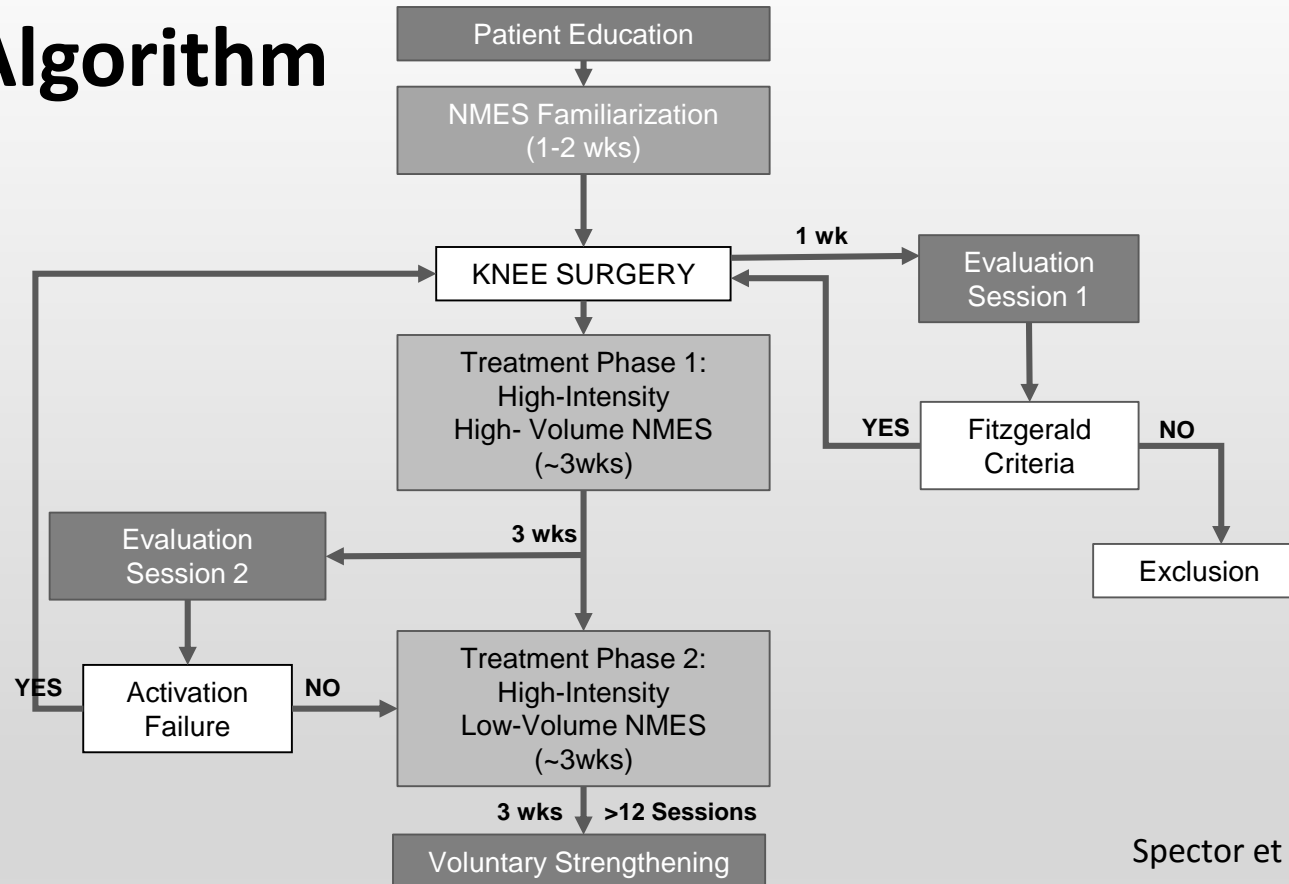 Algorithm
Patient Education
NMES Familiarization
(1-2 wks)
KNEE SURGERY
1 wk
Evaluation
Session 1
Treatment Phase 1:
High-Intensity
High- Volume NMES
(~3wks)
YES
Fitzgerald
Criteria
NO
Exclusion
3 wks
Evaluation
Session 2
YES
Activation
Failure
NO
Treatment Phase 2:
High-Intensity
Low-Volume NMES
(~3wks)
3 wks
>12 Sessions
Voluntary Strengthening
Spector et